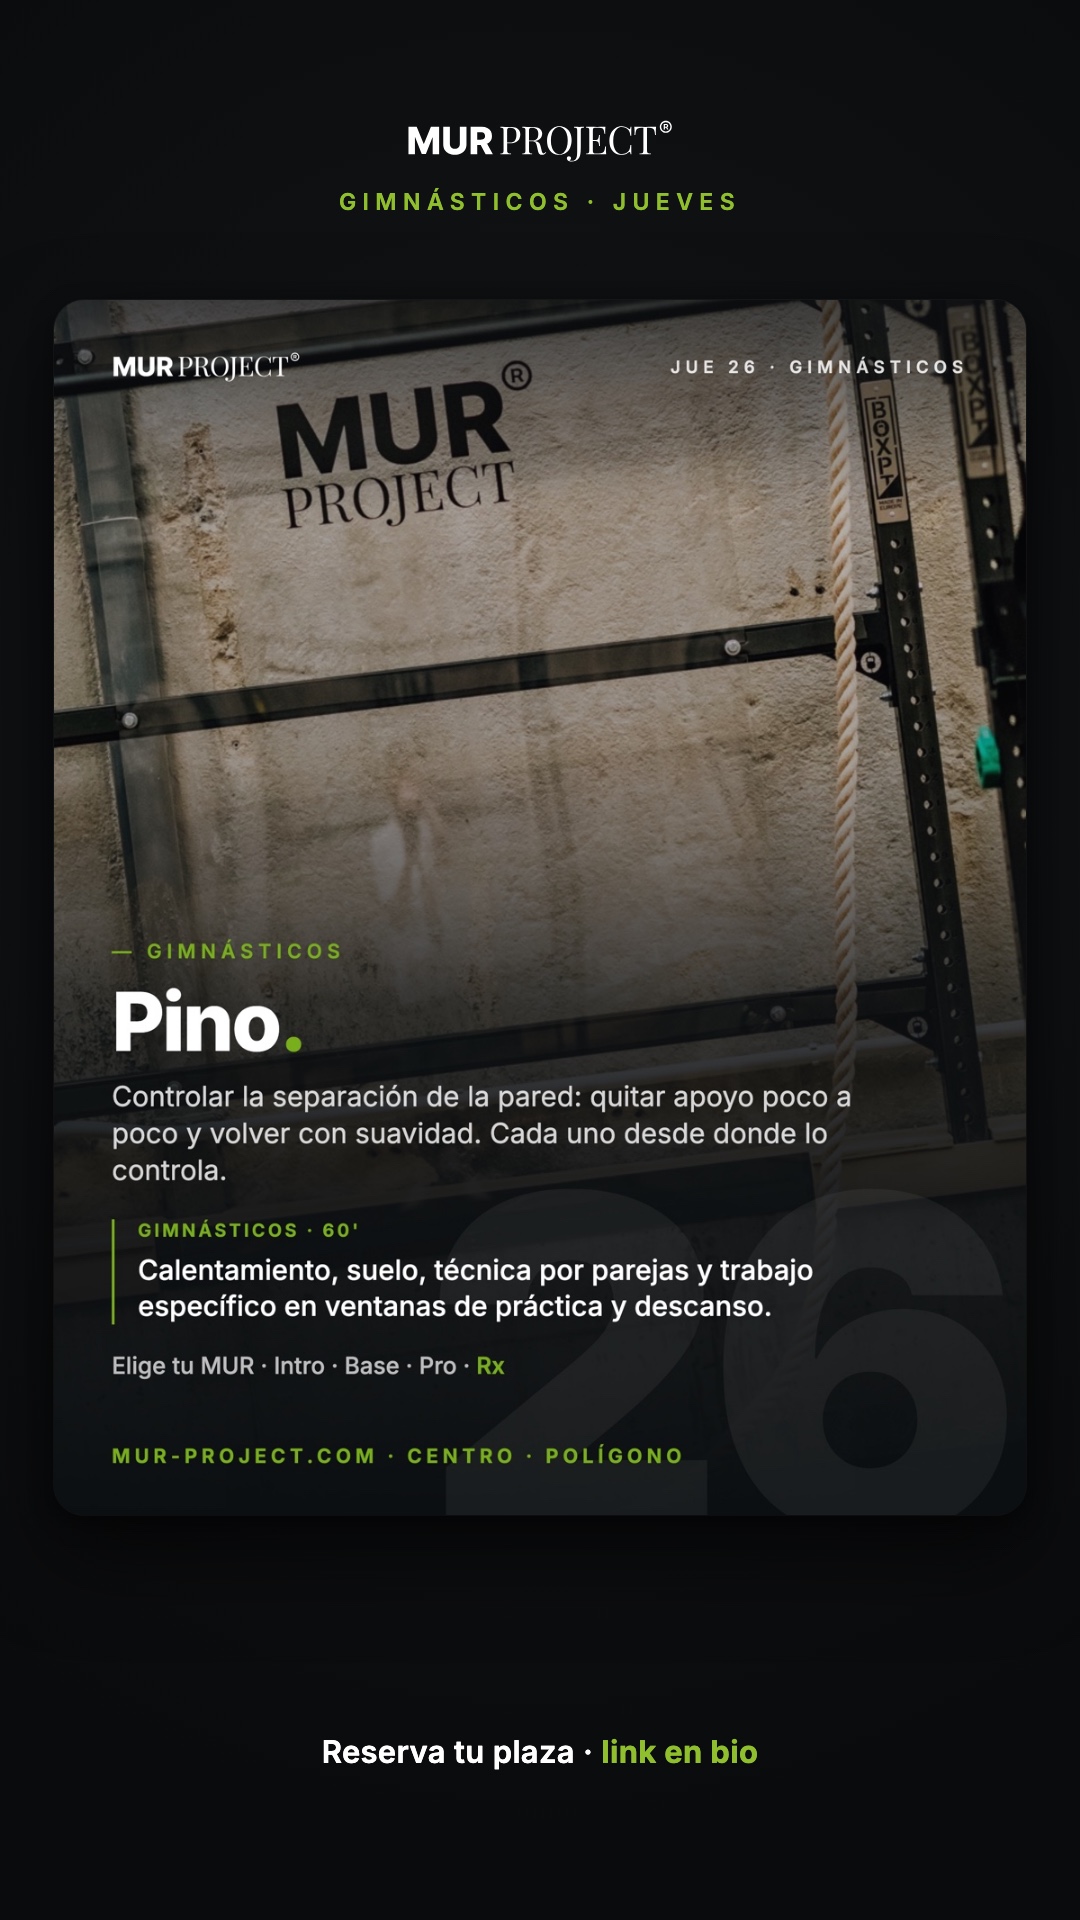 MUR PROJECT®
GIMNÁSTICOS · JUEVES
MUR PROJECT®
JUE 26 · GIMNÁSTICOS
MUR®
PROJECT
BOXPT
BOXPT
— GIMNÁSTICOS
Pino.
Controlar la separación de la pared: quitar apoyo poco a
poco y volver con suavidad. Cada uno desde donde lo
controla.
GIMNÁSTICOS · 60'
Calentamiento, suelo, técnica por parejas y trabajo
específico en ventanas de práctica y descanso.
Elige tu MUR · Intro · Base · Pro · Rx
26
MUR-PROJECT.COM · CENTRO · POLÍGONO
Reserva tu plaza · link en bio